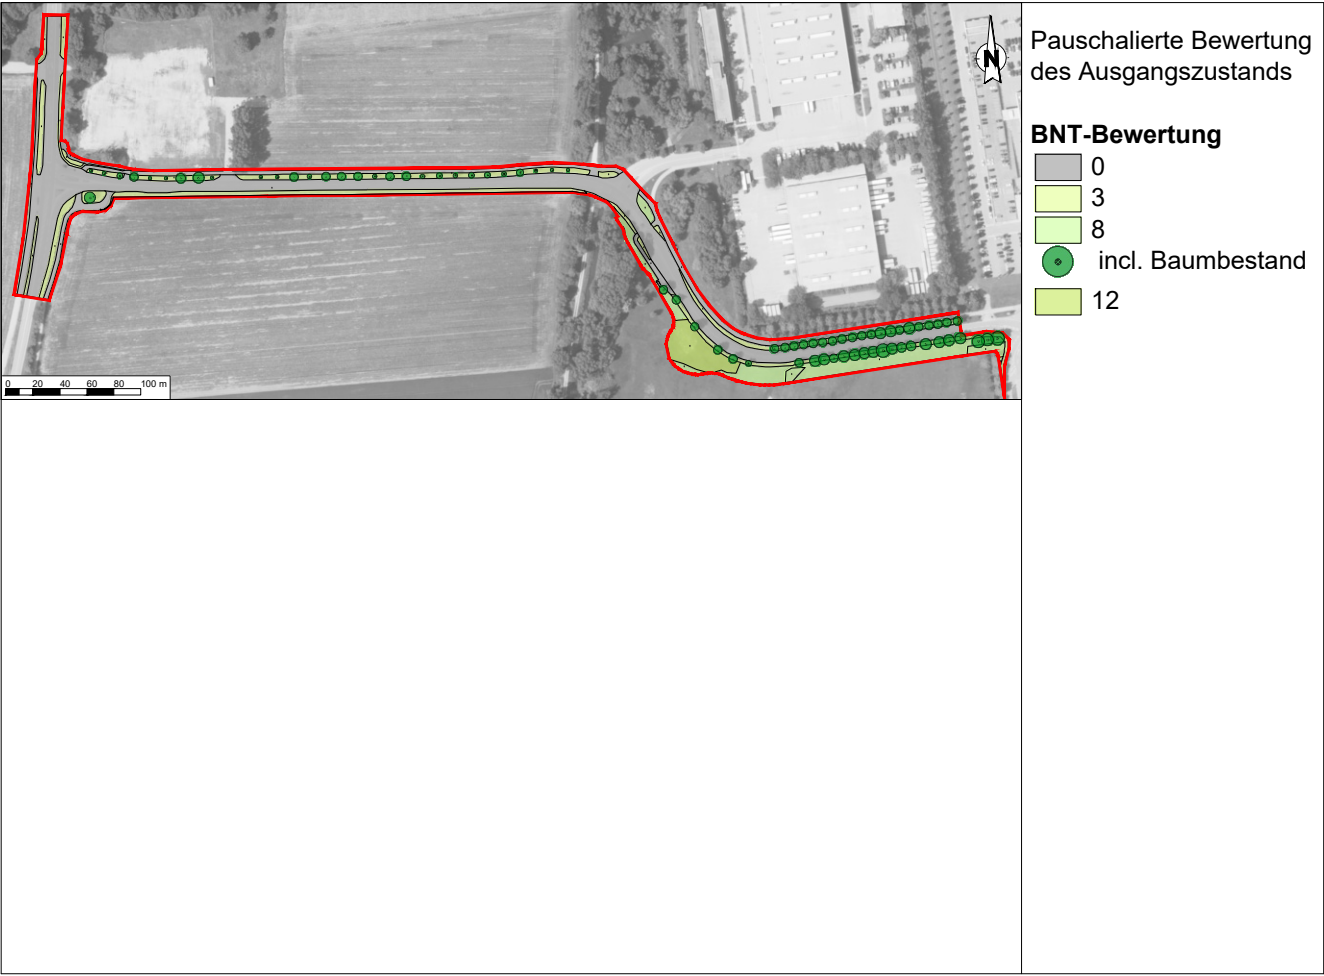 N
Pauschalierte Bewertung
des Ausgangszustands
BNT-Bewertung
0
3
8
incl. Baumbestand
12
0 20 40 60 80 100 m